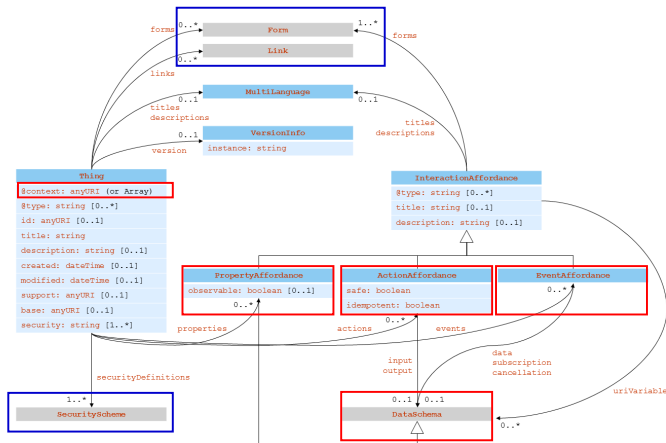 forms 0..* Form 1..* forms
Link
links 0..*
MultiLanguage
0..1 0..1
titles
descriptions
titles
descriptions
VersionInfo
0..1
version
instance: string
Thing
@context: anyURI (or Array)
@type: string [0..*]
id: anyURI [0..1]
title: string
description: string [0..1]
created: dateTime [0..1]
modified: dateTime [0..1]
support: anyURI [0..1]
base: anyURI [0..1]
security: string [1..*]
InteractionAffordance
@type: string [0..*]
title: string [0..1]
description: string [0..1]
PropertyAffordance
observable: boolean [0..1]
0..*
ActionAffordance
safe: boolean
idempotent: boolean
0..*
EventAffordance
0..*
properties
actions
events
input
output
data
subscription
cancellation
securityDefinitions
uriVariable
1..*
SecurityScheme
0..1 0..1
DataSchema
0..*